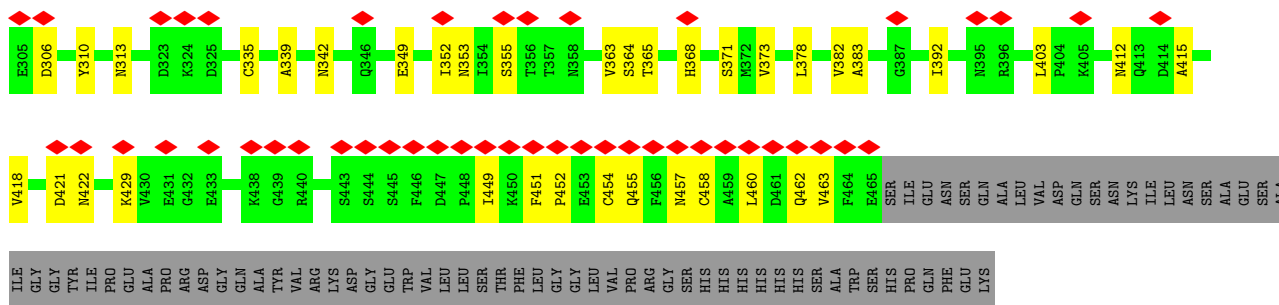 E305 D306 Y310 N313 D323 K324 D325 C335 A339 N342 Q346 E349 I352 N353 I354 S355 T356 T357 N358 V363 S364 T365 H368 S371 M372 V373 L378 V382 A383 G387 I392 N395 R396 L403 P404 K405 N412 Q413 D414 A415
V418 D421 N422 K429 V430 E431 G432 E433 K438 G439 R440 S443 S444 S445 F446 D447 P448 I449 K450 F451 P452 E453 C454 Q455 F456 N457 C458 A459 L460 D461 Q462 V463 F464 E465 SER ILE GLU ASN SER GLN ALA LEU VAL ASP GLN SER ASN LYS ILE LEU ASN SER ALA GLU SER ALA
ILE GLY GLY TYR ILE PRO GLU ALA PRO ARG ASP GLY GLN ALA TYR VAL ARG LYS ASP GLY GLU TRP VAL LEU LEU SER THR PHE LEU GLY GLY LEU VAL PRO ARG GLY SER HIS HIS HIS HIS HIS HIS SER ALA TRP SER HIS PRO GLN PHE GLU LYS